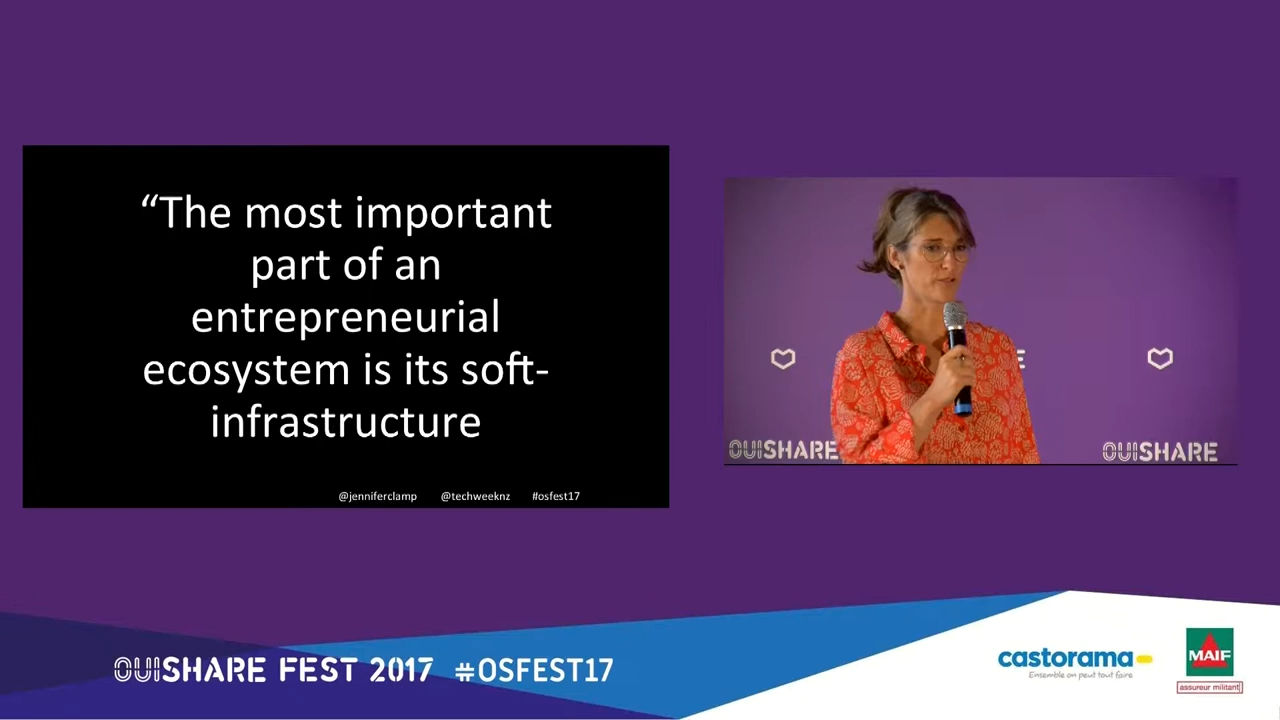 “The most important
part of an
entrepreneurial
ecosystem is its soft-
infrastructure
@jenniferclamp @techweeknz #osfest17
OUISHARE
OUISHARE
OUISHARE FEST 2017 #OSFEST17
castorama
Ensemble on peut tout faire
MAIF
assureur militant